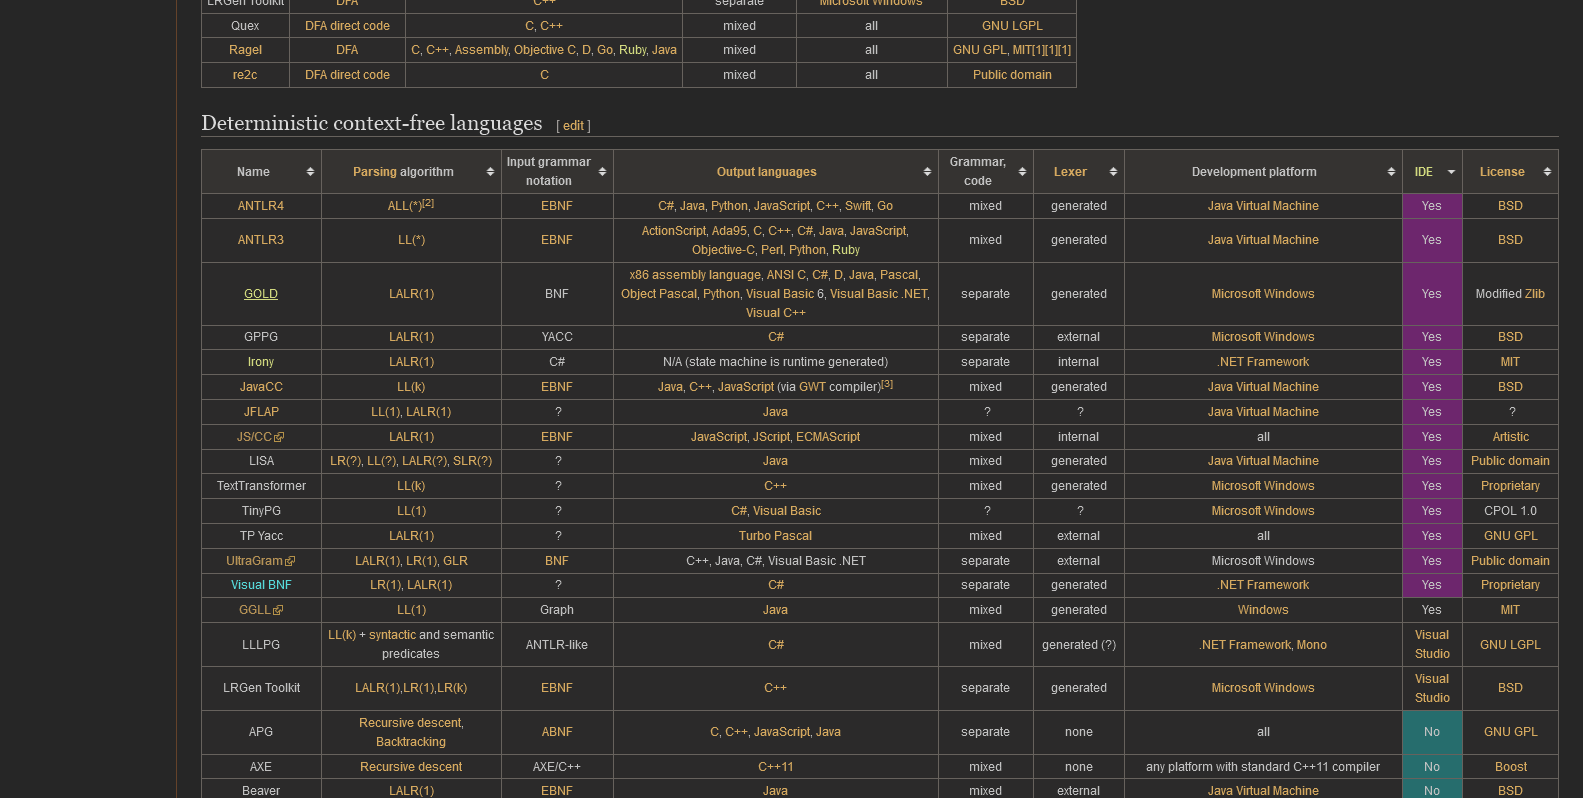 LRGen Toolkit DFA C++ separate Microsoft Windows BSD
Quex DFA direct code C, C++ mixed all GNU LGPL
Ragel DFA C, C++, Assembly, Objective C, D, Go, Ruby, Java mixed all GNU GPL, MIT[1][1][1]
re2c DFA direct code C mixed all Public domain
Deterministic context-free languages [ edit ]
Name Parsing algorithm Input grammar notation Output languages Grammar, code Lexer Development platform IDE License
ANTLR4 ALL(*)[2] EBNF C#, Java, Python, JavaScript, C++, Swift, Go mixed generated Java Virtual Machine Yes BSD
ANTLR3 LL(*) EBNF ActionScript, Ada95, C, C++, C#, Java, JavaScript, Objective-C, Perl, Python, Ruby mixed generated Java Virtual Machine Yes BSD
GOLD LALR(1) BNF x86 assembly language, ANSI C, C#, D, Java, Pascal, Object Pascal, Python, Visual Basic 6, Visual Basic .NET, Visual C++ separate generated Microsoft Windows Yes Modified Zlib
GPPG LALR(1) YACC C# separate external Microsoft Windows Yes BSD
Irony LALR(1) C# N/A (state machine is runtime generated) separate internal .NET Framework Yes MIT
JavaCC LL(k) EBNF Java, C++, JavaScript (via GWT compiler)[3] mixed generated Java Virtual Machine Yes BSD
JFLAP LL(1), LALR(1) ? Java ? ? Java Virtual Machine Yes ?
JS/CC LALR(1) EBNF JavaScript, JScript, ECMAScript mixed internal all Yes Artistic
LISA LR(?), LL(?), LALR(?), SLR(?) ? Java mixed generated Java Virtual Machine Yes Public domain
TextTransformer LL(k) ? C++ mixed generated Microsoft Windows Yes Proprietary
TinyPG LL(1) ? C#, Visual Basic ? ? Microsoft Windows Yes CPOL 1.0
TP Yacc LALR(1) ? Turbo Pascal mixed external all Yes GNU GPL
UltraGram LALR(1), LR(1), GLR BNF C++, Java, C#, Visual Basic .NET separate external Microsoft Windows Yes Public domain
Visual BNF LR(1), LALR(1) ? C# separate generated .NET Framework Yes Proprietary
GGLL LL(1) Graph Java mixed generated Windows Yes MIT
LLLPG LL(k) + syntactic and semantic predicates ANTLR-like C# mixed generated (?) .NET Framework, Mono Visual Studio GNU LGPL
LRGen Toolkit LALR(1),LR(1),LR(k) EBNF C++ separate generated Microsoft Windows Visual Studio BSD
APG Recursive descent, Backtracking ABNF C, C++, JavaScript, Java separate none all No GNU GPL
AXE Recursive descent AXE/C++ C++11 mixed none any platform with standard C++11 compiler No Boost
Beaver LALR(1) EBNF Java mixed external Java Virtual Machine No BSD